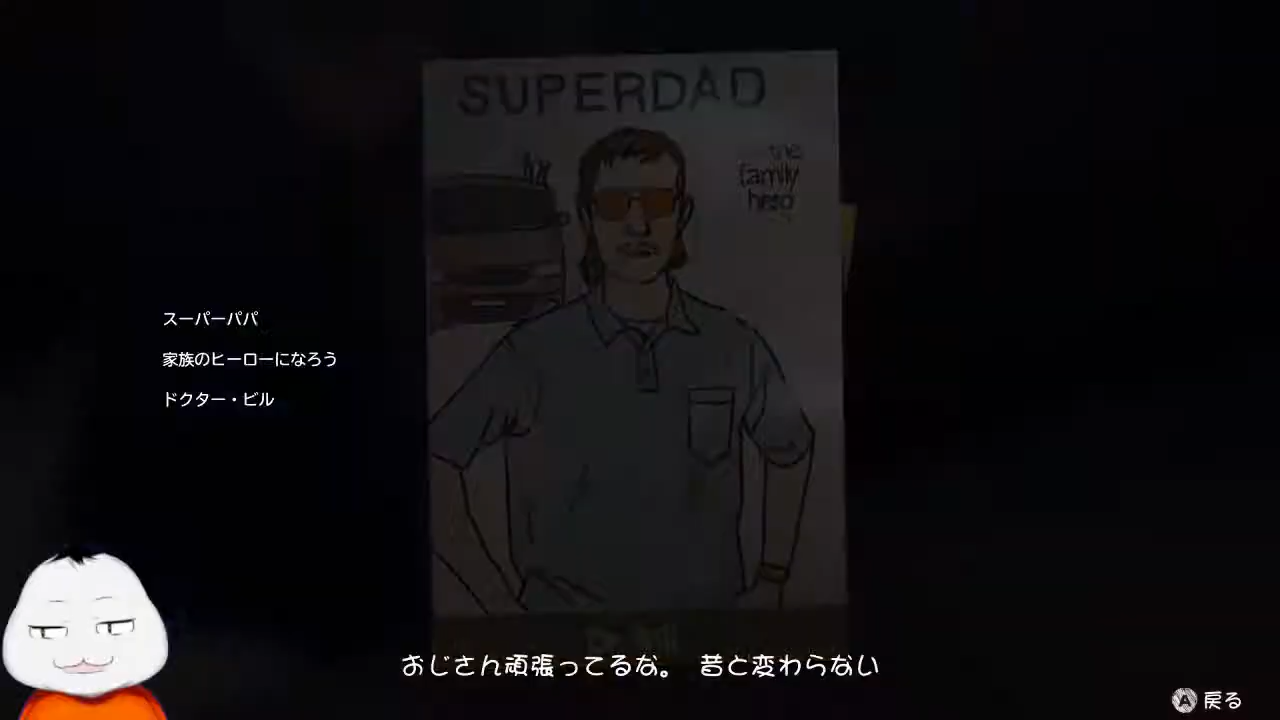 SUPERDAD
the
family
hero
スーパーパパ
家族のヒーローになろう
ドクター・ビル
おじさん頑張ってるな。 昔と変わらない
A 戻る